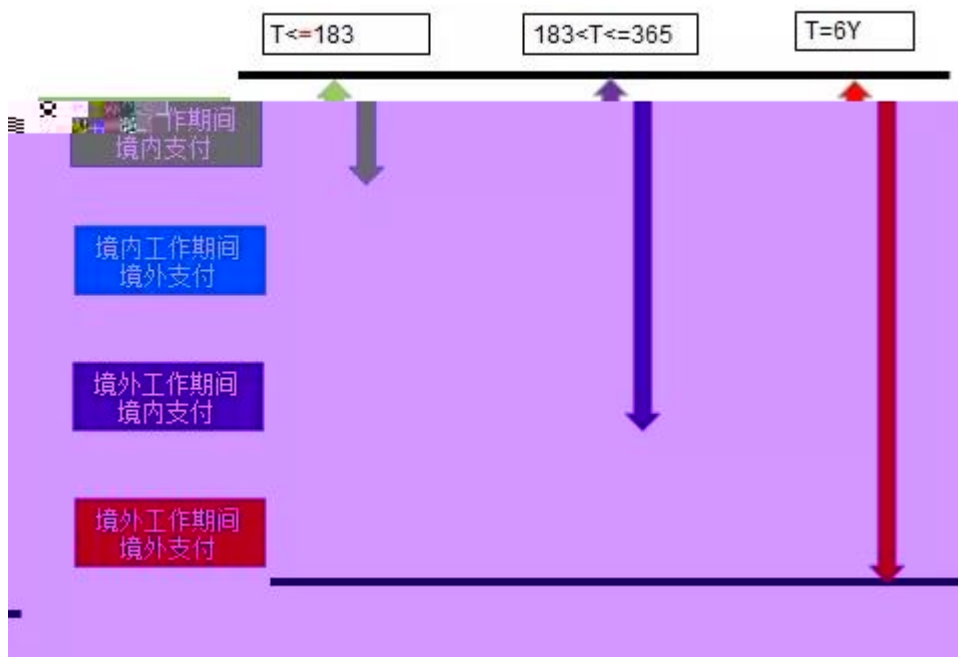 T<=183
183<T<=365
T=6Y
工作期间
境内支付
境内工作期间
境外支付
境外工作期间
境内支付
境外工作期间
境外支付